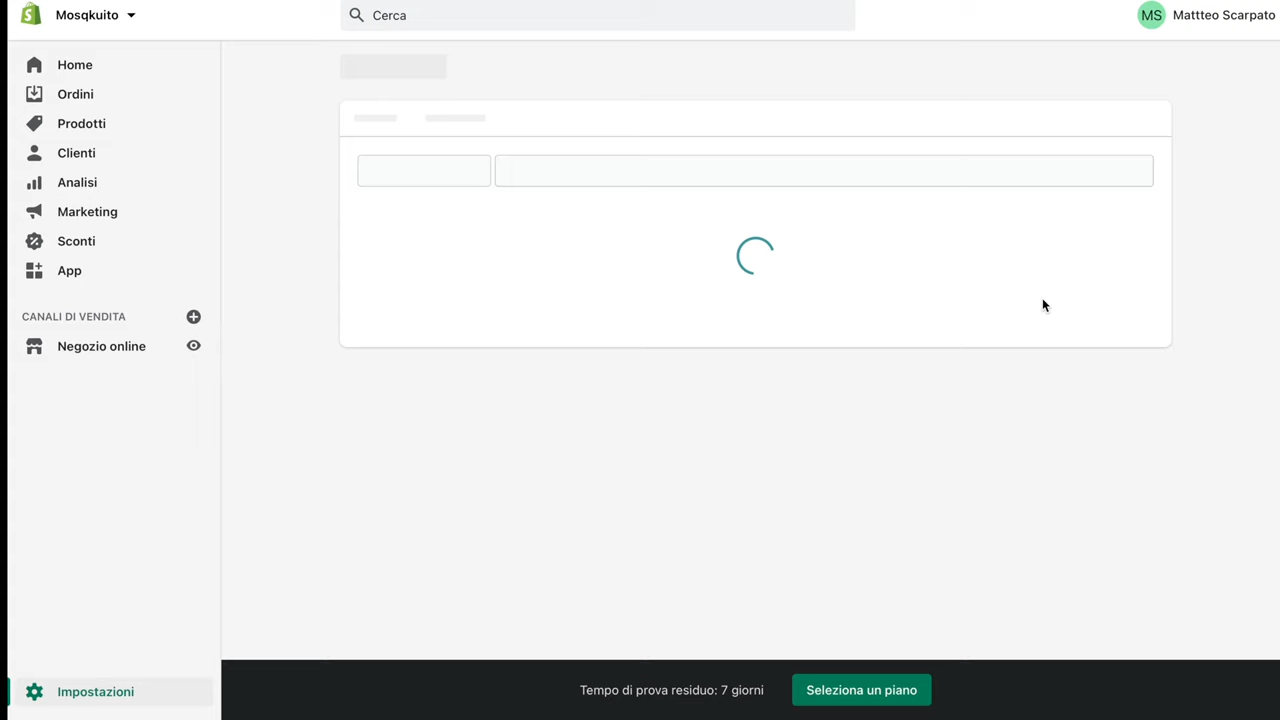 Mosqkuito
Cerca
MS
Mattteo Scarpato
Home
Ordini
Prodotti
Clienti
Analisi
Marketing
Sconti
App
CANALI DI VENDITA
Negozio online
Impostazioni
Tempo di prova residuo: 7 giorni
Seleziona un piano